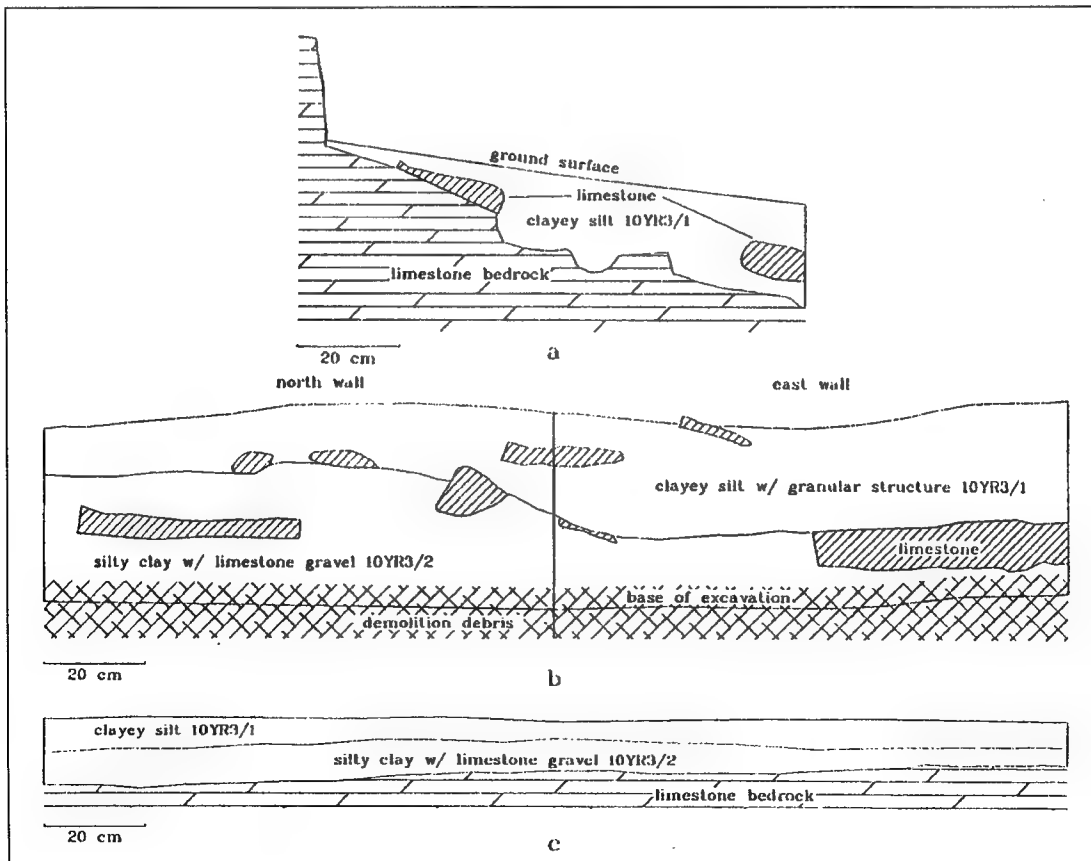 ground surface
limestone
clayey silt 10YR3/1
limestone bedrock
20 cm
a
north wall
east wall
clayey silt w/ granular structure 10YR3/1
limestone
silty clay w/ limestone gravel 10YR3/2
base of excavation
demolition debris
20 cm
b
clayey silt 10YR3/1
silty clay w/ limestone gravel 10YR3/2
limestone bedrock
20 cm
c